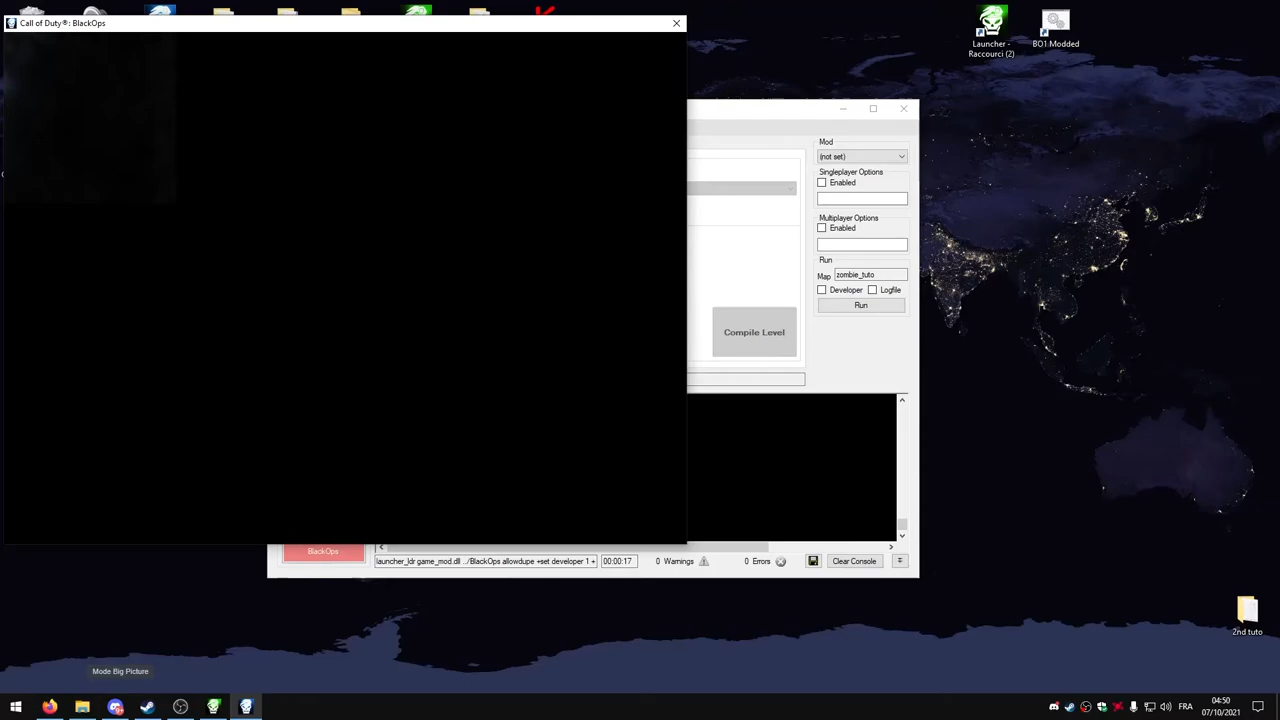 Call of Duty®: BlackOps
Launcher -
Raccourci (2)
BO1 Modded
Mod
(not set)
Singleplayer Options
Enabled
Multiplayer Options
Enabled
Run
Map
zombie_tuto
Developer
Logfile
Run
Compile Level
BlackOps
launcher_ldr game_mod.dll ../BlackOps allowdupe +set developer 1 +
00:00:17
0 Warnings
0 Errors
Clear Console
2nd tuto
Mode Big Picture
FRA
04:50
07/10/2021